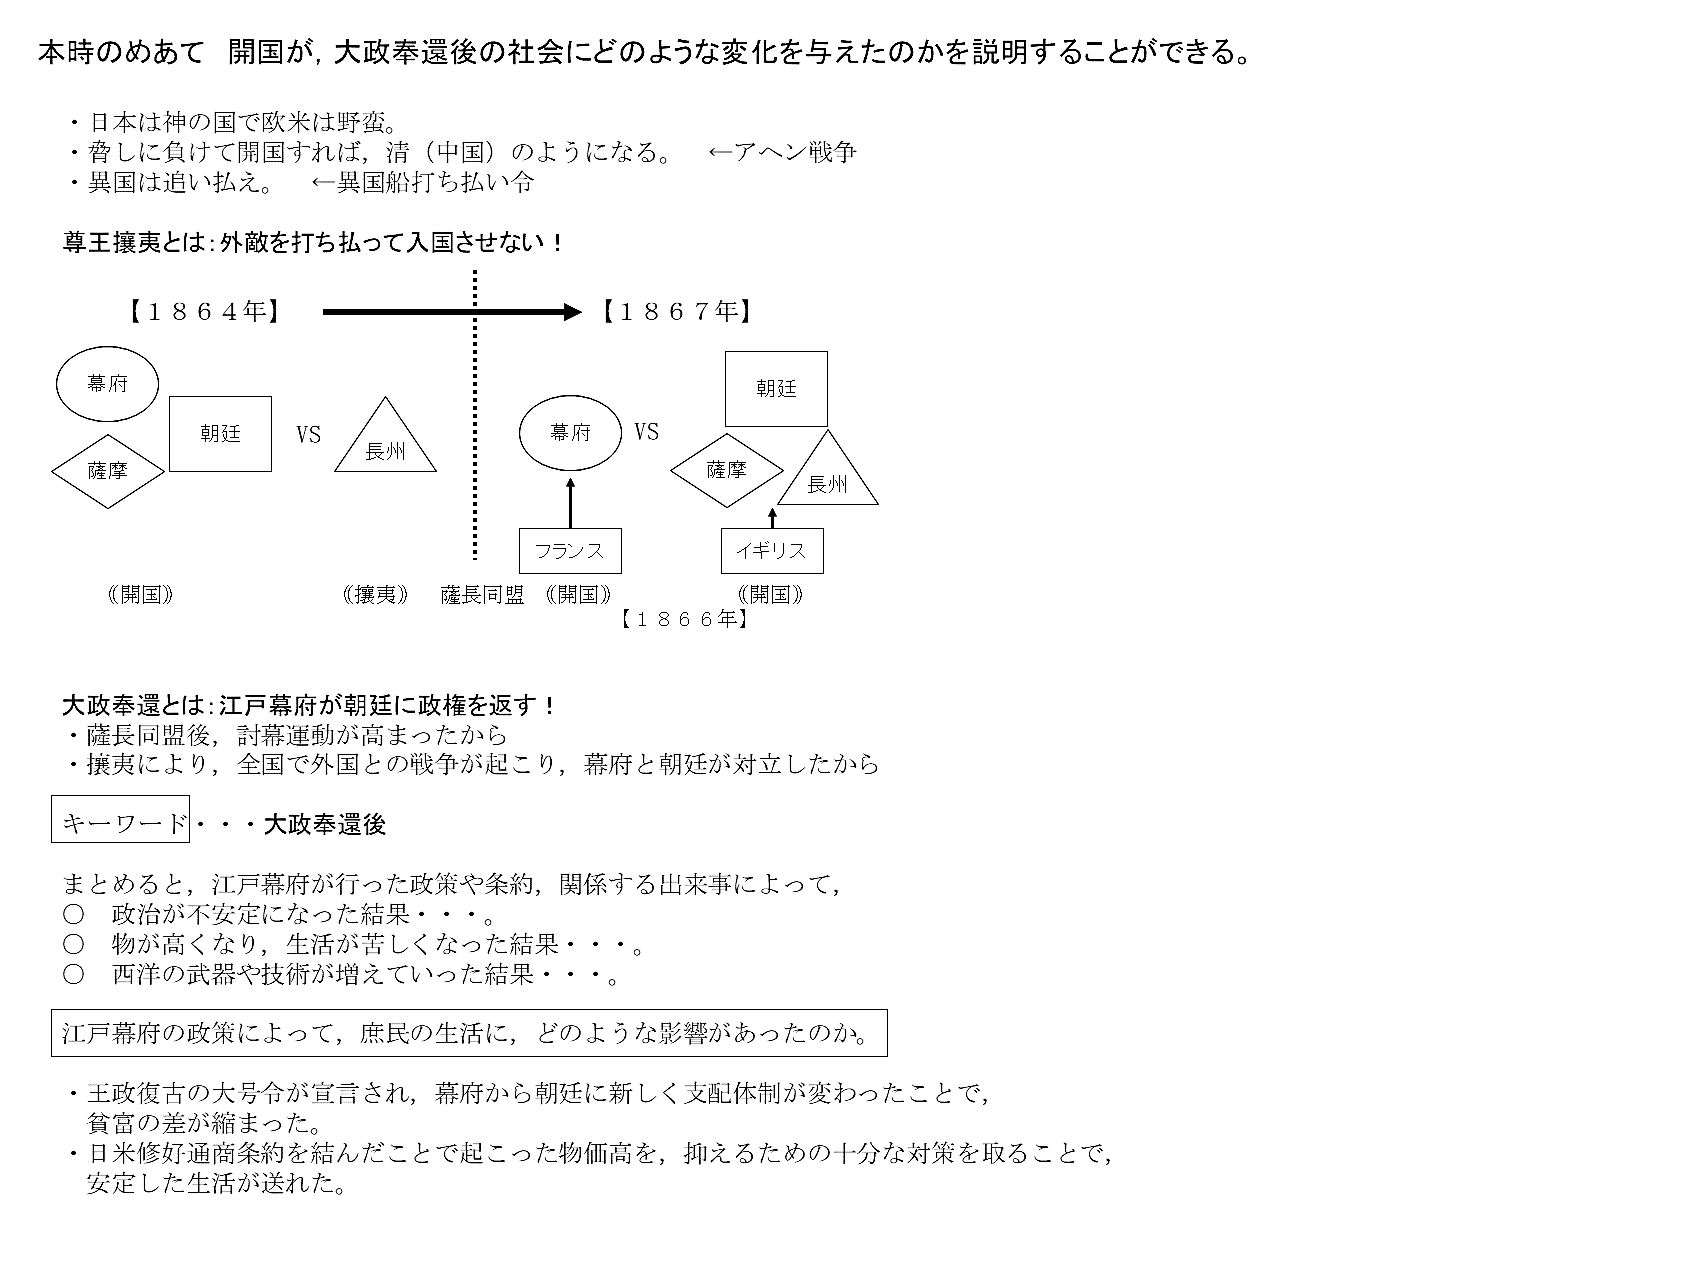 本時のめあて　開国が，大政奉還後の社会にどのような変化を与えたのかを説明することができる。
・日本は神の国で欧米は野蛮。
・脅しに負けて開国すれば，清（中国）のようになる。　←アヘン戦争
・異国は追い払え。　←異国船打ち払い令
尊王攘夷とは：外敵を打ち払って入国させない！
【１８６４年】　【１８６７年】
幕府
朝廷
薩摩
VS
長州
幕府
VS
朝廷
薩摩
長州
フランス
イギリス
《開国》　《攘夷》　薩長同盟　《開国》　《開国》
【１８６６年】
大政奉還とは：江戸幕府が朝廷に政権を返す！
・薩長同盟後，討幕運動が高まったから
・攘夷により，全国で外国との戦争が起こり，幕府と朝廷が対立したから
キーワード・・・大政奉還後
まとめると，江戸幕府が行った政策や条約，関係する出来事によって，
○　政治が不安定になった結果・・・。
○　物が高くなり，生活が苦しくなった結果・・・。
○　西洋の武器や技術が増えていった結果・・・。
江戸幕府の政策によって，庶民の生活に，どのような影響があったのか。
・王政復古の大号令が宣言され，幕府から朝廷に新しく支配体制が変わったことで，
貧富の差が縮まった。
・日米修好通商条約を結んだことで起こった物価高を，抑えるための十分な対策を取ることで，
安定した生活が送れた。